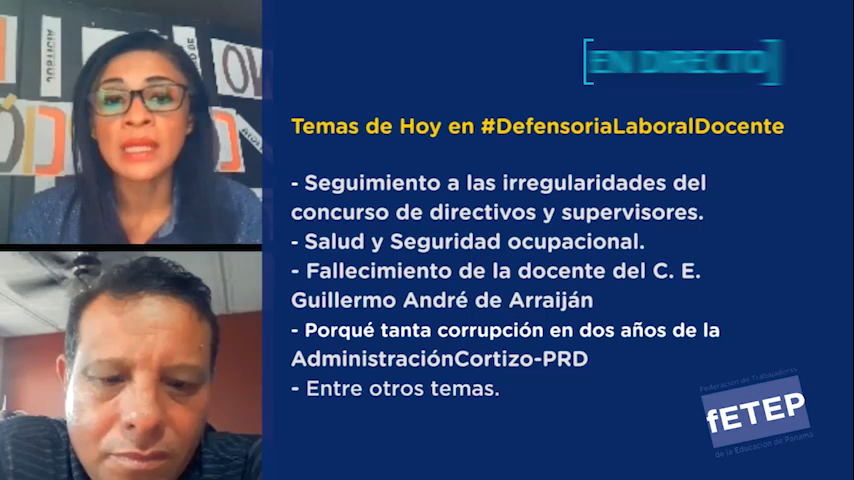 EN DIRECTO
Temas de Hoy en #DefensoriaLaboralDocente
- Seguimiento a las irregularidades del
concurso de directivos y supervisores.
- Salud y Seguridad ocupacional.
- Fallecimiento de la docente del C. E.
Guillermo André de Arraiján
- Porqué tanta corrupción en dos años de la
AdministraciónCortizo-PRD
- Entre otros temas.
Federación de Trabajadores
fETEP
de la Educación de Panamá